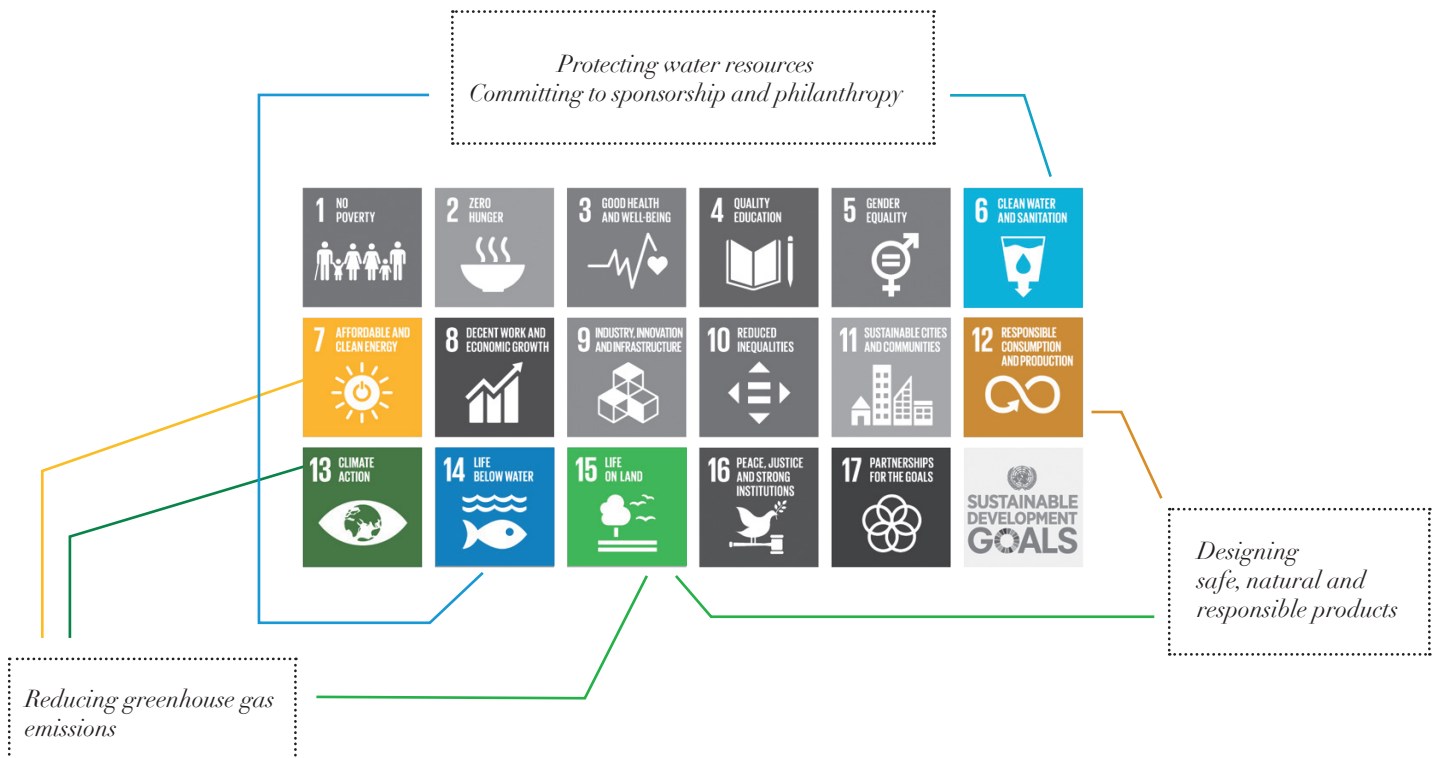 Protecting water resources
Committing to sponsorship and philanthropy
1 NO
POVERTY
2 ZERO
HUNGER
3 GOOD HEALTH
AND WELL-BEING
4 QUALITY
EDUCATION
5 GENDER
EQUALITY
6 CLEAN WATER
AND SANITATION
7 AFFORDABLE AND
CLEAN ENERGY
8 DECENT WORK AND
ECONOMIC GROWTH
9 INDUSTRY, INNOVATION
AND INFRASTRUCTURE
10 REDUCED
INEQUALITIES
11 SUSTAINABLE CITIES
AND COMMUNITIES
12 RESPONSIBLE
CONSUMPTION
AND PRODUCTION
13 CLIMATE
ACTION
14 LIFE
BELOW WATER
15 LIFE
ON LAND
16 PEACE, JUSTICE
AND STRONG
INSTITUTIONS
17 PARTNERSHIPS
FOR THE GOALS
SUSTAINABLE
DEVELOPMENT
GOALS
Designing
safe, natural and
responsible products
Reducing greenhouse gas
emissions